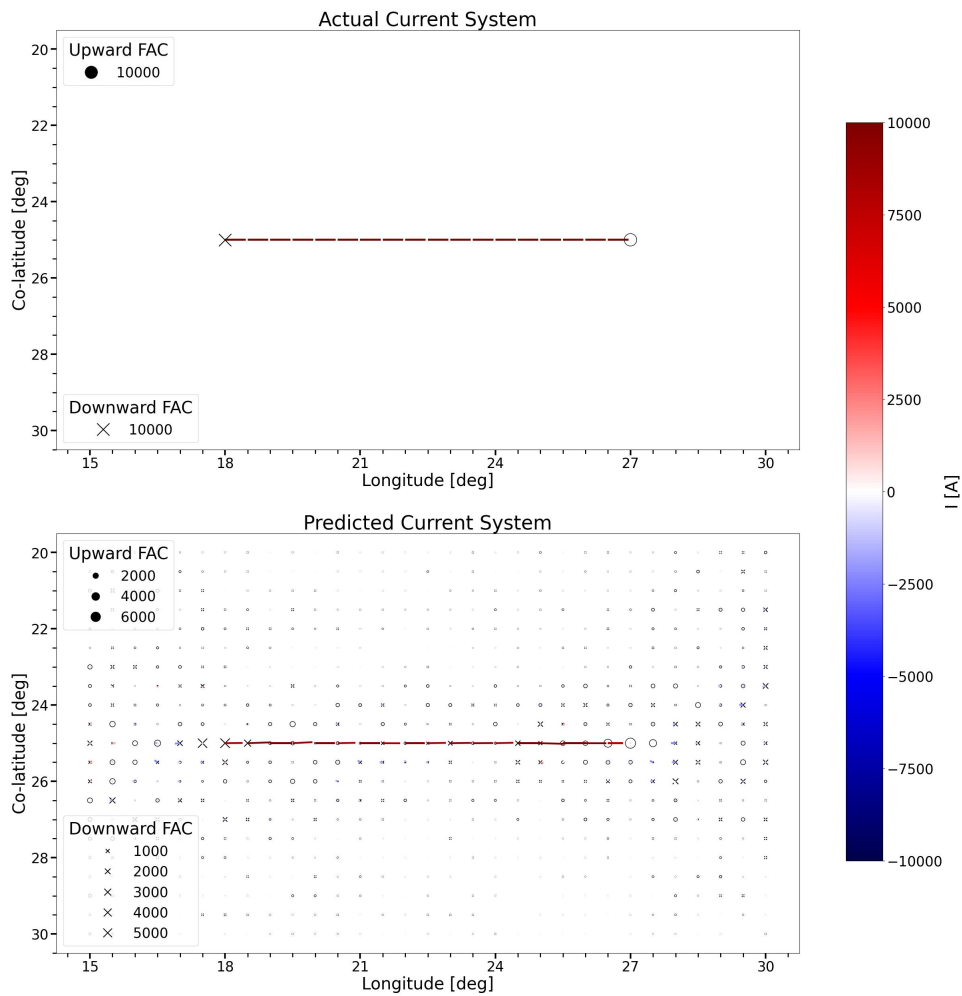 Actual Current System
Upward FAC
10000
Downward FAC
10000
20
22
24
26
28
30
Co-latitude [deg]
15 18 21 24 27 30
Longitude [deg]
Predicted Current System
Upward FAC
2000
4000
6000
Downward FAC
1000
2000
3000
4000
5000
20
22
24
26
28
30
Co-latitude [deg]
15 18 21 24 27 30
Longitude [deg]
10000
7500
5000
2500
0
−2500
−5000
−7500
−10000
I [A]